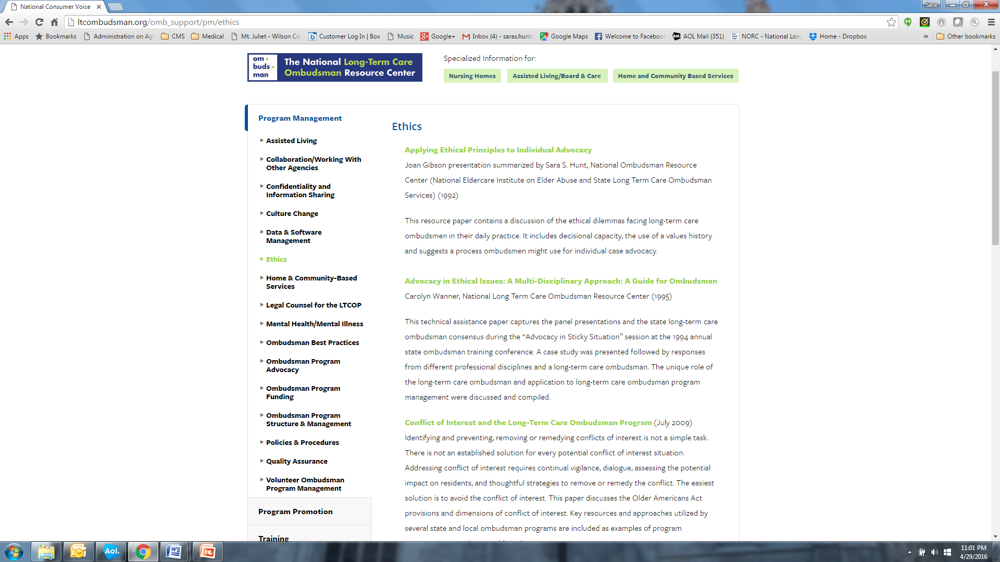 National Consumer Voice
Sara
ltcombudsman.org/omb_support/pm/ethics
Apps
Bookmarks
Administration on Ag
CMS
Medical
Mt. Juliet - Wilson Co
Customer Log In | Box
Music
Google+
Inbox (4) - saras.hunt
Google Maps
Welcome to Facebook
AOL Mail (351)
NORC - National Long
Home - Dropbox
Other bookmarks
om
buds
man
The National Long-Term Care
Ombudsman Resource Center
Specialized Information for:
Nursing Homes
Assisted Living/Board & Care
Home and Community Based Services
Program Management
Assisted Living
Collaboration/Working With
Other Agencies
Confidentiality and
Information Sharing
Culture Change
Data & Software
Management
Ethics
Home & Community-Based
Services
Legal Counsel for the LTCOP
Mental Health/Mental Illness
Ombudsman Best Practices
Ombudsman Program
Advocacy
Ombudsman Program
Funding
Ombudsman Program
Structure & Management
Policies & Procedures
Quality Assurance
Volunteer Ombudsman
Program Management
Program Promotion
Training
Ethics
Applying Ethical Principles to Individual Advocacy
Joan Gibson presentation summarized by Sara S. Hunt, National Ombudsman Resource
Center (National Eldercare Institute on Elder Abuse and State Long Term Care Ombudsman
Services) (1992)
This resource paper contains a discussion of the ethical dilemmas facing long-term care
ombudsmen in their daily practice. It includes decisional capacity, the use of a values history
and suggests a process ombudsmen might use for individual case advocacy.
Advocacy in Ethical Issues: A Multi-Disciplinary Approach: A Guide for Ombudsmen
Carolyn Wanner, National Long Term Care Ombudsman Resource Center (1995)
This technical assistance paper captures the panel presentations and the state long-term care
ombudsman consensus during the “Advocacy in Sticky Situation” session at the 1994 annual
state ombudsman training conference. A case study was presented followed by responses
from different professional disciplines and a long-term care ombudsman. The unique role of
the long-term care ombudsman and application to long-term care ombudsman program
management were discussed and compiled.
Conflict of Interest and the Long-Term Care Ombudsman Program (July 2009)
Identifying and preventing, removing or remedying conflicts of interest is not a simple task.
There is not an established solution for every potential conflict of interest situation.
Addressing conflict of interest requires continual vigilance, dialogue, assessing the potential
impact on residents, and thoughtful strategies to remove or remedy the conflict. The easiest
solution is to avoid the conflict of interest. This paper discusses the Older Americans Act
provisions and dimensions of conflict of interest. Key resources and approaches utilized by
several state and local ombudsman programs are included as examples of program
Aol.
11:01 PM
4/29/2016